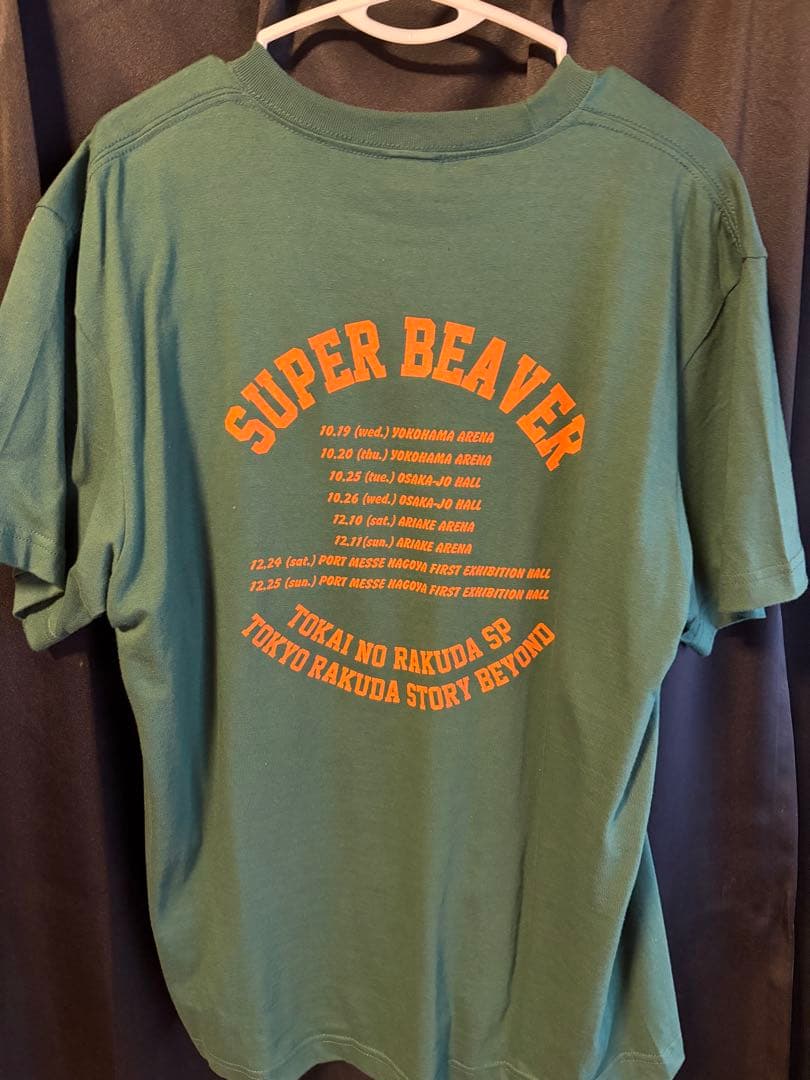 SUPER BEAVER
10.19 (wed.) YOKOHAMA ARENA
10.20 (thu.) YOKOHAMA ARENA
10.25 (tue.) OSAKA-JO HALL
10.26 (wed.) OSAKA-JO HALL
12.10 (sat.) ARIAKE ARENA
12.11(sun.) ARIAKE ARENA
12.24 (sat.) PORT MESSE NAGOYA FIRST EXHIBITION HALL
12.25 (sun.) PORT MESSE NAGOYA FIRST EXHIBITION HALL
TOKAI NO RAKUDA SP
TOKYO RAKUDA STORY BEYOND